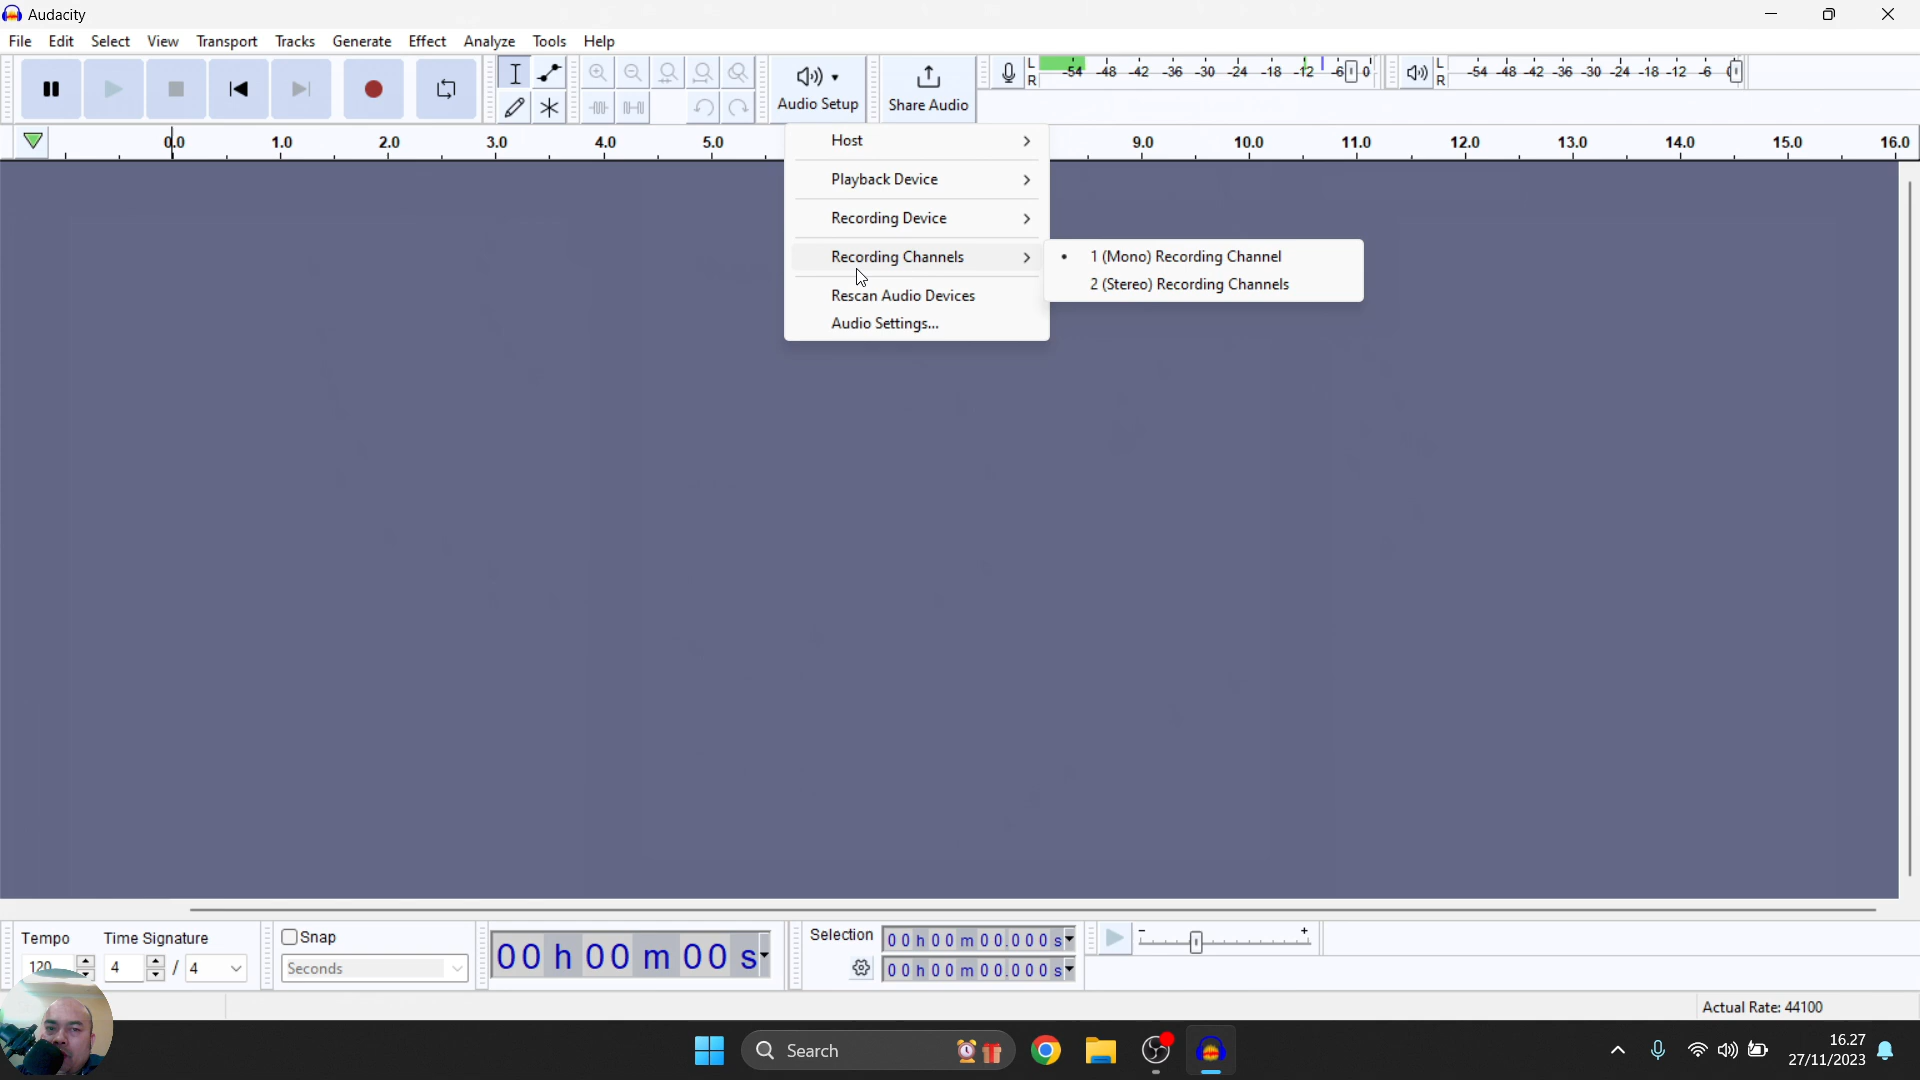 Audacity
File Edit Select View Transport Tracks Generate Effect Analyze Tools Help
Audio Setup
Share Audio
L
R
-54 -48 -42 -36 -30 -24 -18 -12 -6 0
L
R
-54 -48 -42 -36 -30 -24 -18 -12 -6
0.0 1.0 2.0 3.0 4.0 5.0 9.0 10.0 11.0 12.0 13.0 14.0 15.0 16.0
Host
Playback Device
Recording Device
Recording Channels
Rescan Audio Devices
Audio Settings...
1 (Mono) Recording Channel
2 (Stereo) Recording Channels
Tempo
120
Time Signature
4 / 4
Snap
Seconds
00 h 00 m 00 s
Selection
00 h 00 m 00.000 s
00 h 00 m 00.000 s
- +
Actual Rate: 44100
Search
16.27
27/11/2023